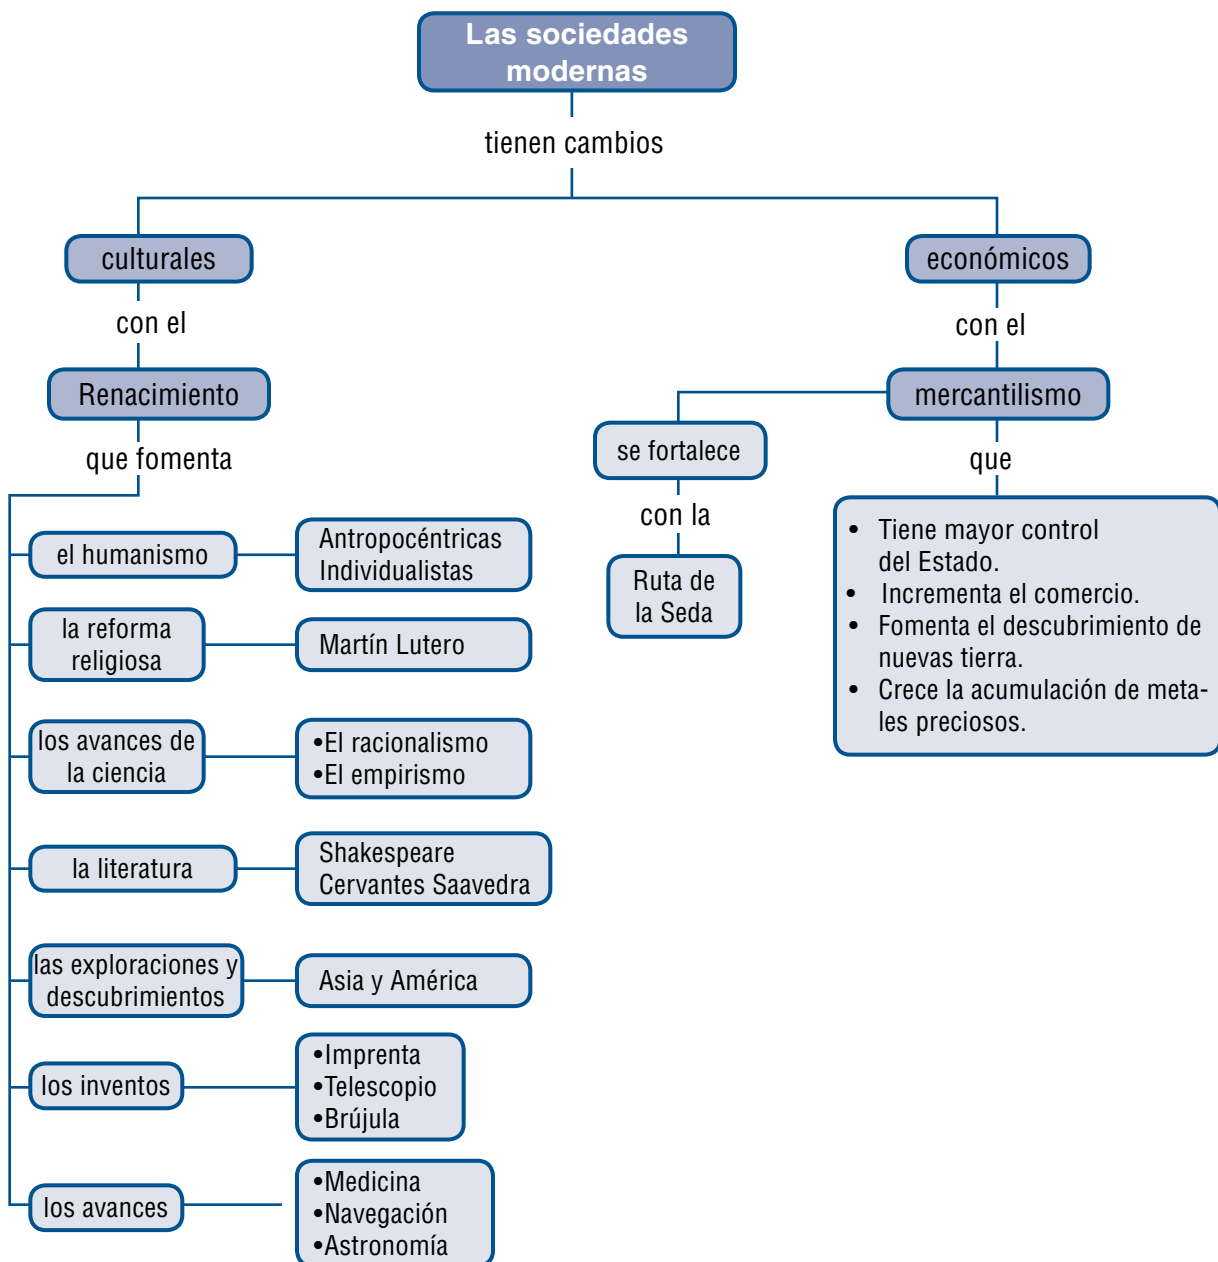 Las sociedades
modernas
tienen cambios
culturales
con el
Renacimiento
que fomenta
el humanismo
Antropocéntricas
Individualistas
la reforma
religiosa
Martín Lutero
los avances de
la ciencia
•El racionalismo
•El empirismo
la literatura
Shakespeare
Cervantes Saavedra
las exploraciones y
descubrimientos
Asia y América
los inventos
•Imprenta
•Telescopio
•Brújula
los avances
•Medicina
•Navegación
•Astronomía
económicos
con el
mercantilismo
se fortalece
con la
Ruta de
la Seda
que
• Tiene mayor control
del Estado.
• Incrementa el comercio.
• Fomenta el descubrimiento de
nuevas tierra.
• Crece la acumulación de meta-
les preciosos.